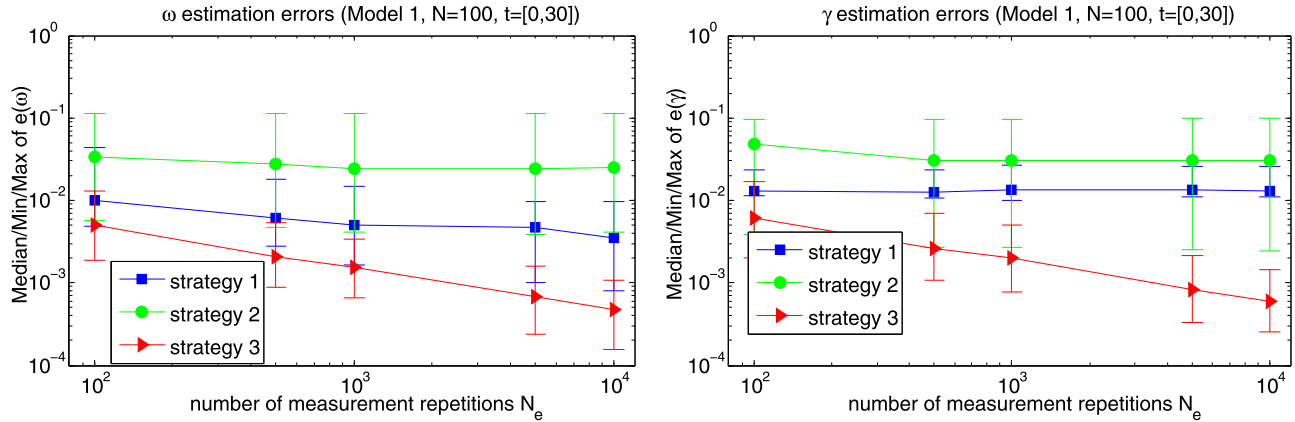 ω estimation errors (Model 1, N=100, t=[0,30])
Median/Min/Max of e(ω)
10^0
10^-1
10^-2
10^-3
10^-4
strategy 1
strategy 2
strategy 3
10^2
10^3
10^4
number of measurement repetitions N_e
γ estimation errors (Model 1, N=100, t=[0,30])
Median/Min/Max of e(γ)
10^0
10^-1
10^-2
10^-3
10^-4
strategy 1
strategy 2
strategy 3
10^2
10^3
10^4
number of measurement repetitions N_e